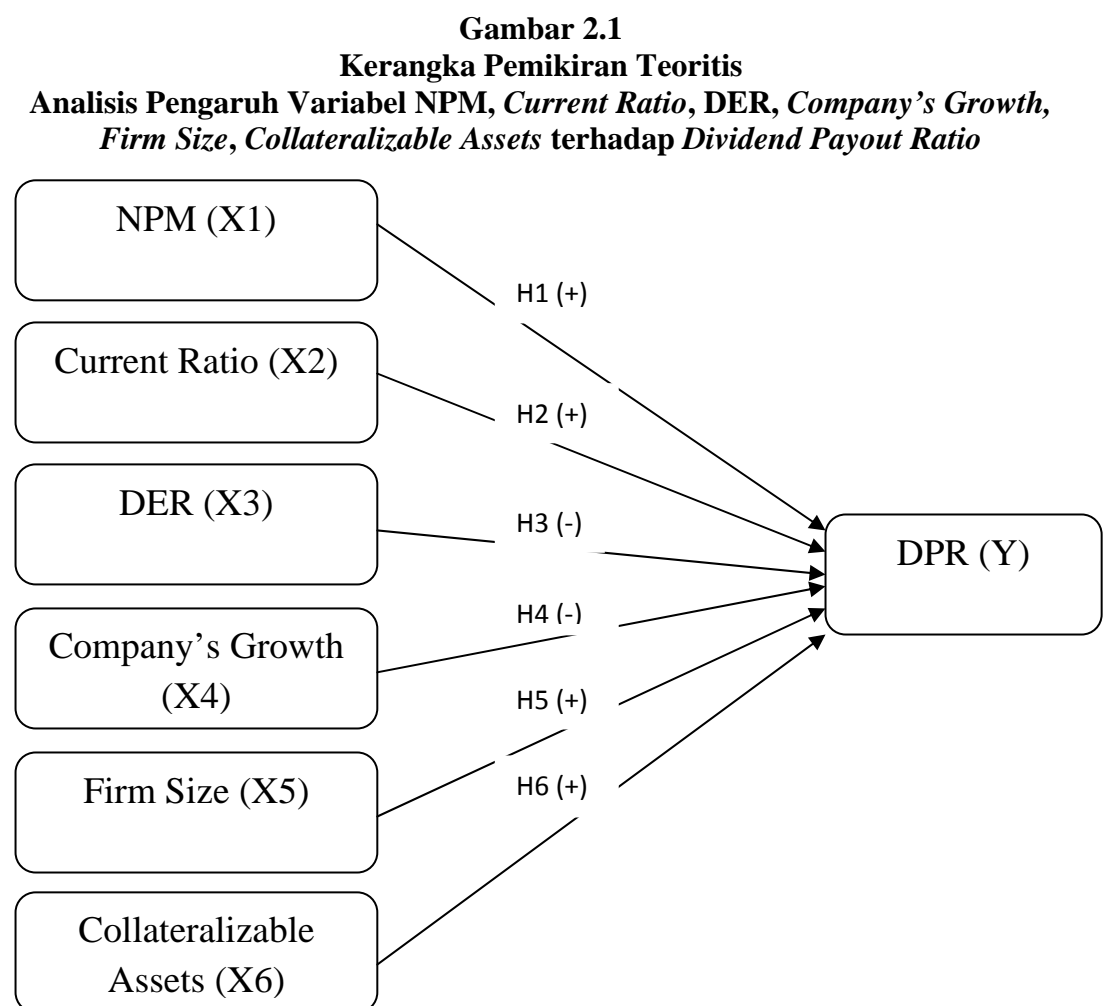 Gambar 2.1
Kerangka Pemikiran Teoritis
Analisis Pengaruh Variabel NPM, Current Ratio, DER, Company’s Growth,
Firm Size, Collateralizable Assets terhadap Dividend Payout Ratio
NPM (X1)
H1 (+)
Current Ratio (X2)
H2 (+)
DER (X3)
H3 (-)
DPR (Y)
H4 (-)
Company’s Growth
(X4)
H5 (+)
Firm Size (X5)
H6 (+)
Collateralizable
Assets (X6)